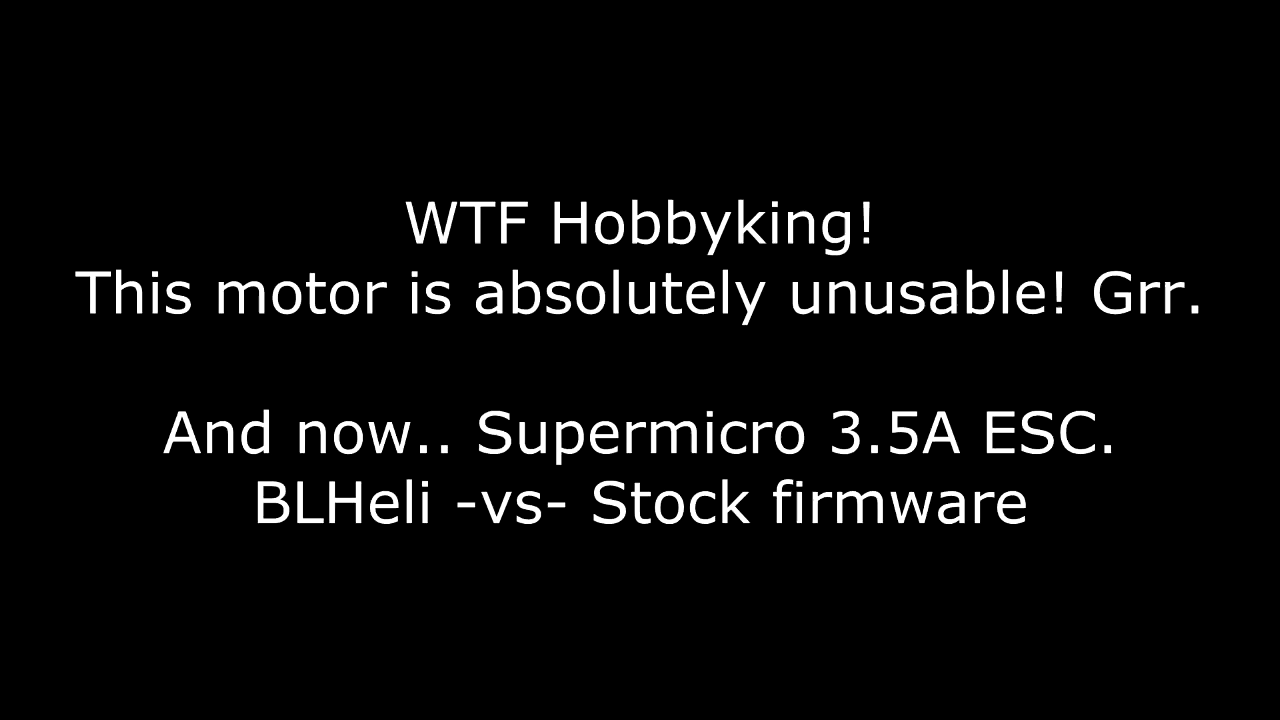 WTF Hobbyking!
This motor is absolutely unusable! Grr.
And now.. Supermicro 3.5A ESC.
BLHeli -vs- Stock firmware